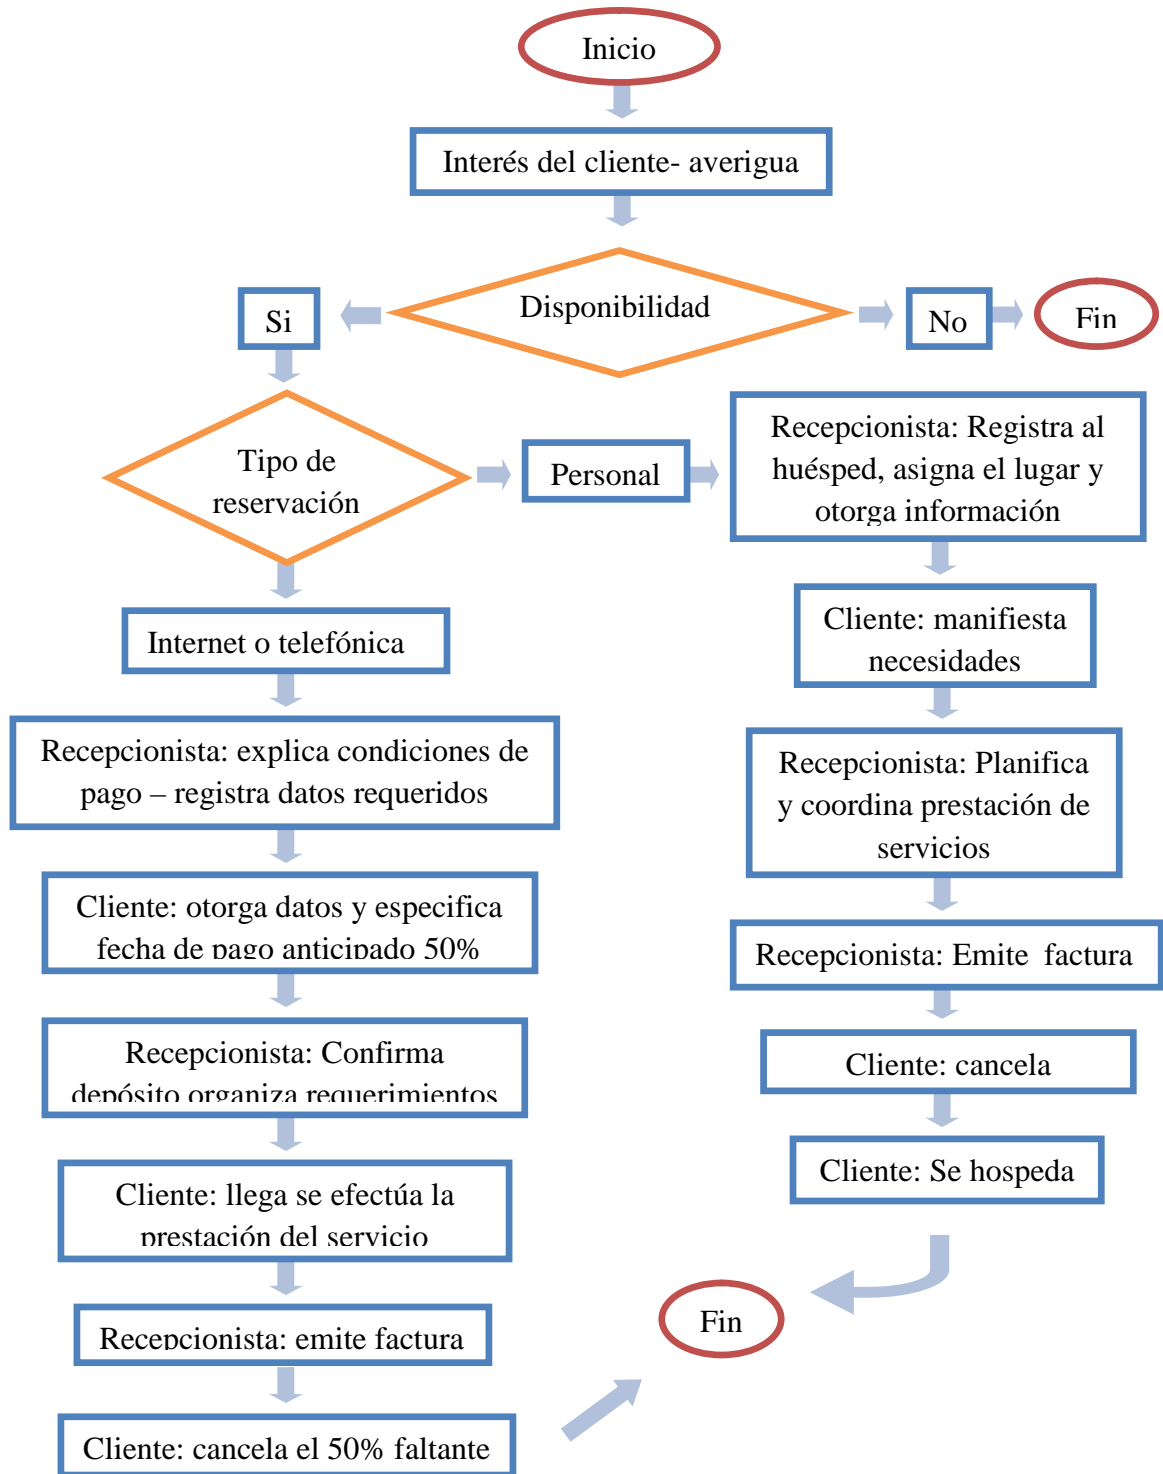 Inicio
Interés del cliente- averigua
Disponibilidad
Si
No
Fin
Tipo de
reservación
Personal
Recepcionista: Registra al
huésped, asigna el lugar y
otorga información
Internet o telefónica
Cliente: manifiesta
necesidades
Recepcionista: explica condiciones de
pago – registra datos requeridos
Recepcionista: Planifica
y coordina prestación de
servicios
Cliente: otorga datos y especifica
fecha de pago anticipado 50%
Recepcionista: Emite  factura
Recepcionista: Confirma
depósito organiza requerimientos
Cliente: cancela
Cliente: llega se efectúa la
prestación del servicio
Cliente: Se hospeda
Recepcionista: emite factura
Fin
Cliente: cancela el 50% faltante